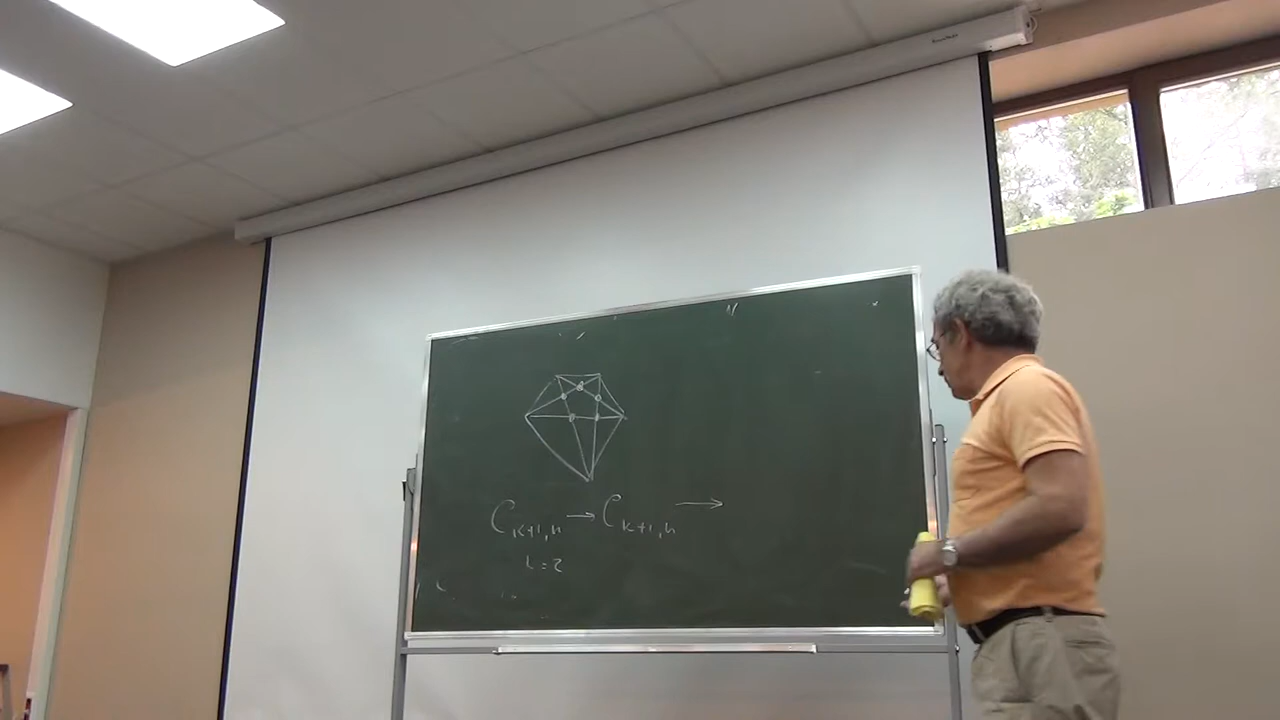 C_{k+1,n} → C_{k+1,n} →
k=2